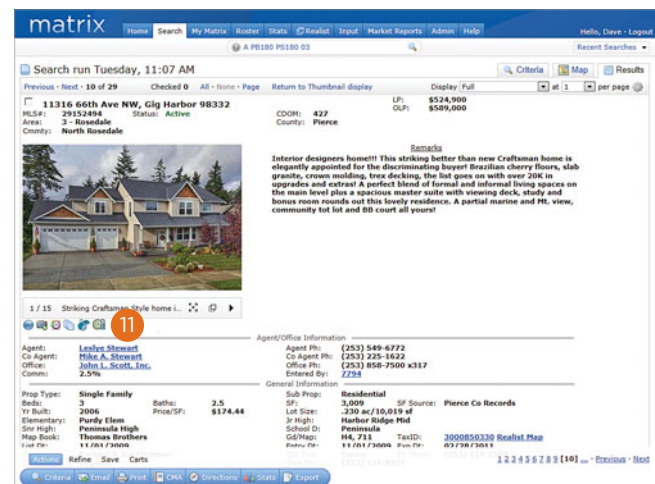 matrix Home Search My Matrix Roster Stats Realist Input Market Reports Admin Help Hello, Dave · Logout
A PB180 PS180 03 Recent Searches
Search run Tuesday, 11:07 AM Criteria Map Results
Previous · Next · 10 of 29 Checked 0 All · None · Page Return to Thumbnail display Display Full at 1 per page
11316 66th Ave NW, Gig Harbor 98332 LP: $524,900
MLS#: 29152494 Status: Active CDOM: 427 OLP: $589,000
Area: 3 - Rosedale County: Pierce
Cmmty: North Rosedale
Remarks
Interior designers home!!! This striking better than new Craftsman home is
elegantly appointed for the discriminating buyer! Brazilian cherry floors, slab
granite, crown molding, trex decking, the list goes on with over 20K in
upgrades and extras! A perfect blend of formal and informal living spaces on
the main level plus a spacious master suite with viewing deck, study and
bonus room rounds out this lovely residence. A partial marine and Mt. view,
community tot lot and BB court all yours!
1 / 15 Striking Craftsman Style home i...
11
Agent/Office Information
Agent: Leslye Stewart Agent Ph: (253) 549-6772
Co Agent: Mike A. Stewart Co Agent Ph: (253) 225-1622
Office: John L. Scott, Inc. Office Ph: (253) 858-7500 x317
Comm: 2.5% Entered By: 7794
General Information
Prop Type: Single Family Sub Prop: Residential
Beds: 3 Baths: 2.5 SF: 3,009 SF Source: Pierce Co Records
Yr Built: 2006 Price/SF: $174.44 Lot Size: .230 ac/10,019 sf
Elementary: Purdy Elem Jr High: Harbor Ridge Mid
Snr High: Peninsula High School D: Peninsula
Map Book: Thomas Brothers Gd/Map: H4, 711 TaxID: 3000850330 Realist Map
List Dt: 11/01/2009 Entry Dt: 11/01/2009 Exp Dt: 02/28/2011
Actions Refine Save Carts 1 2 3 4 5 6 7 8 9 [10] ... · Previous · Next
Criteria Email Print CMA Directions Stats Export